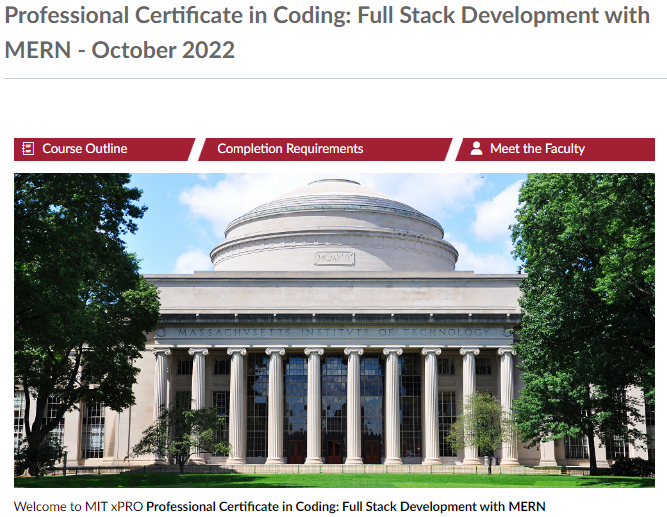 Professional Certificate in Coding: Full Stack Development with
MERN - October 2022
Course Outline
Completion Requirements
Meet the Faculty
MCMXVI
MASSACHVSETTS INSTITVTE OF TECHNOLOGY
Welcome to MIT xPRO Professional Certificate in Coding: Full Stack Development with MERN